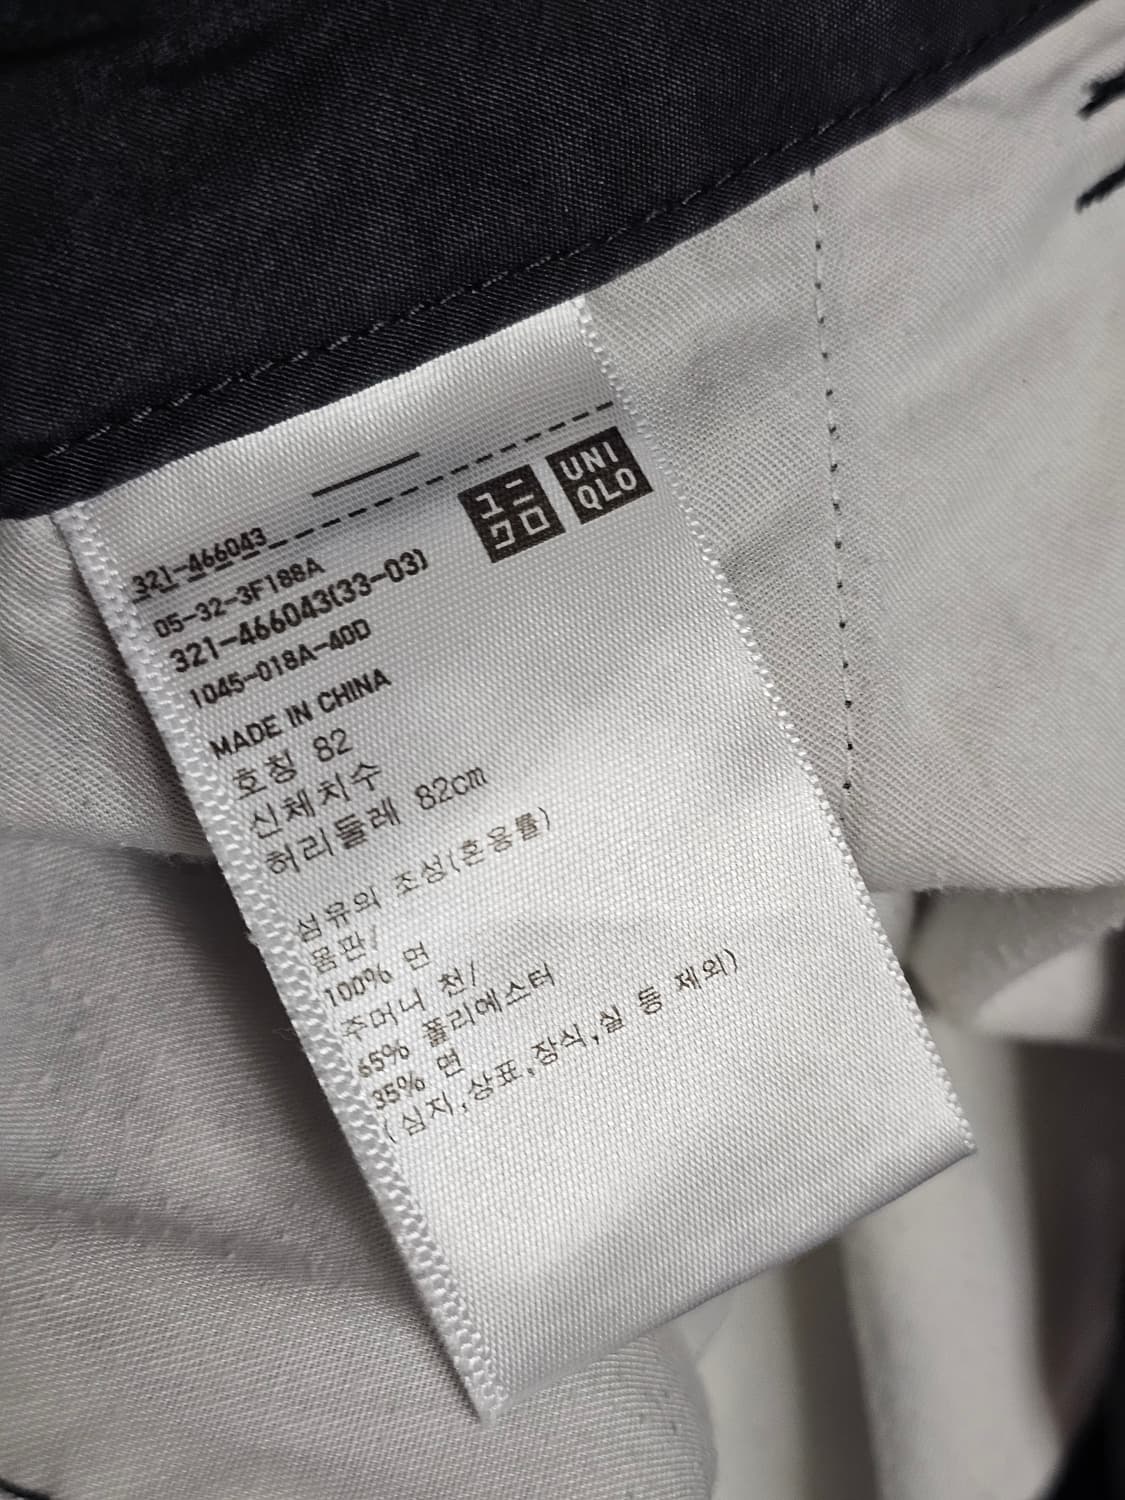 ユニ
クロ
UNI
QLO
321-466043
05-32-3F188A
321-466043(33-03)
1045-018A-40D
MADE IN CHINA
호칭 82
신체치수
허리둘레 82cm
섬유의 조성(혼용률)
몸판/
100% 면
주머니 천/
65% 폴리에스터
35% 면
(심지,상표,장식,실 등 제외)